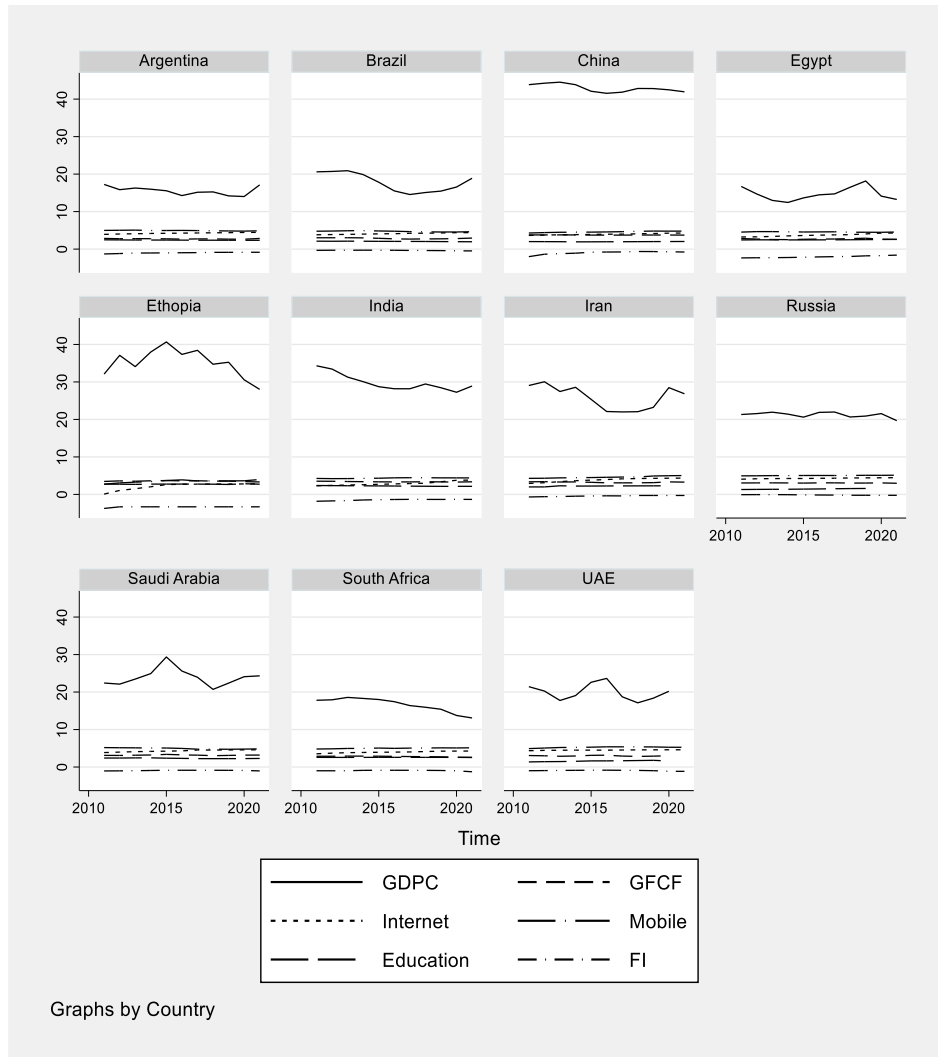 Argentina Brazil China Egypt
40
30
20
10
0
Ethopia India Iran Russia
40
30
20
10
0
2010 2015 2020
Saudi Arabia South Africa UAE
40
30
20
10
0
2010 2015 2020 2010 2015 2020 2010 2015 2020
Time
GDPC GFCF
Internet Mobile
Education FI
Graphs by Country